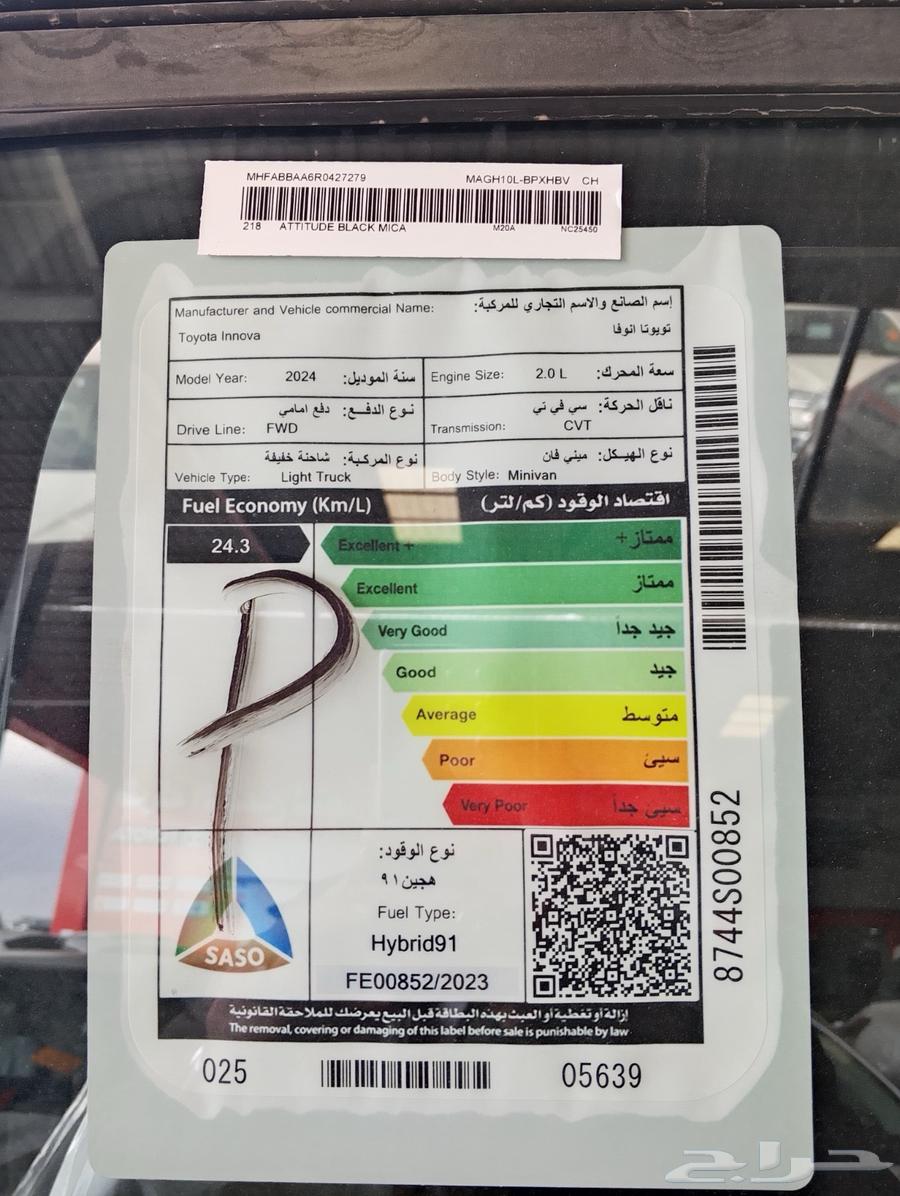 MHFABBAA6R0427279 MAGH10L-BPXHBV CH
218 ATTITUDE BLACK MICA M20A NC25450
إسم الصانع والاسم التجاري للمركبة:
Manufacturer and Vehicle commercial Name:
تويوتا انوفا
Toyota Innova
Model Year: 2024 سنة الموديل:
Engine Size: 2.0 L سعة المحرك:
نوع الدفع: دفع امامي
Drive Line: FWD
ناقل الحركة: سي في تي
Transmission: CVT
نوع المركبة: شاحنة خفيفة
Vehicle Type: Light Truck
نوع الهيكل: ميني فان
Body Style: Minivan
Fuel Economy (Km/L) اقتصاد الوقود (كم/لتر)
24.3
Excellent + ممتاز+
Excellent ممتاز
Very Good جيد جداً
Good جيد
Average متوسط
Poor سيئ
Very Poor سيئ جداً
P
SASO
نوع الوقود:
هجين٩١
Fuel Type:
Hybrid91
FE00852/2023
8744S00852
إزالة أو تغطية أو العبث بهذه البطاقة قبل البيع يعرضك للملاحقة القانونية
The removal, covering or damaging of this label before sale is punishable by law
025 05639
حراج